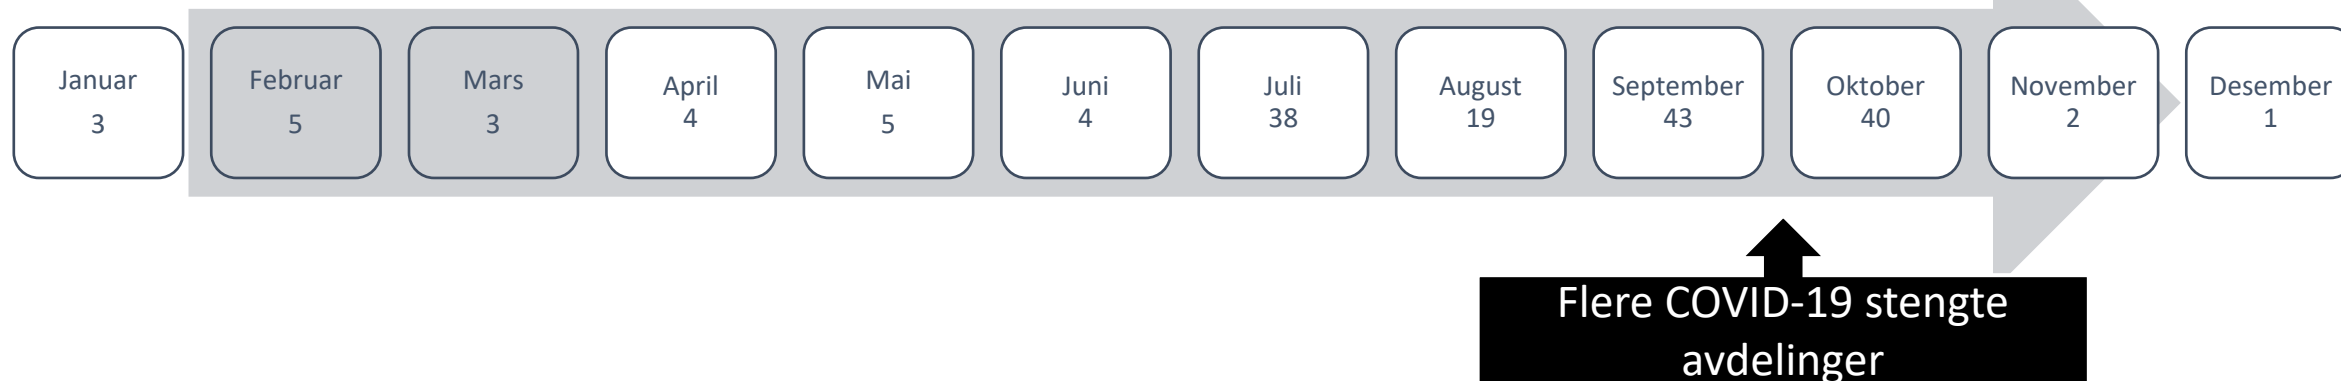 Januar
3
Februar
5
Mars
3
April
4
Mai
5
Juni
4
Juli
38
August
19
September
43
Oktober
40
November
2
Desember
1
Flere COVID-19 stengte
avdelinger